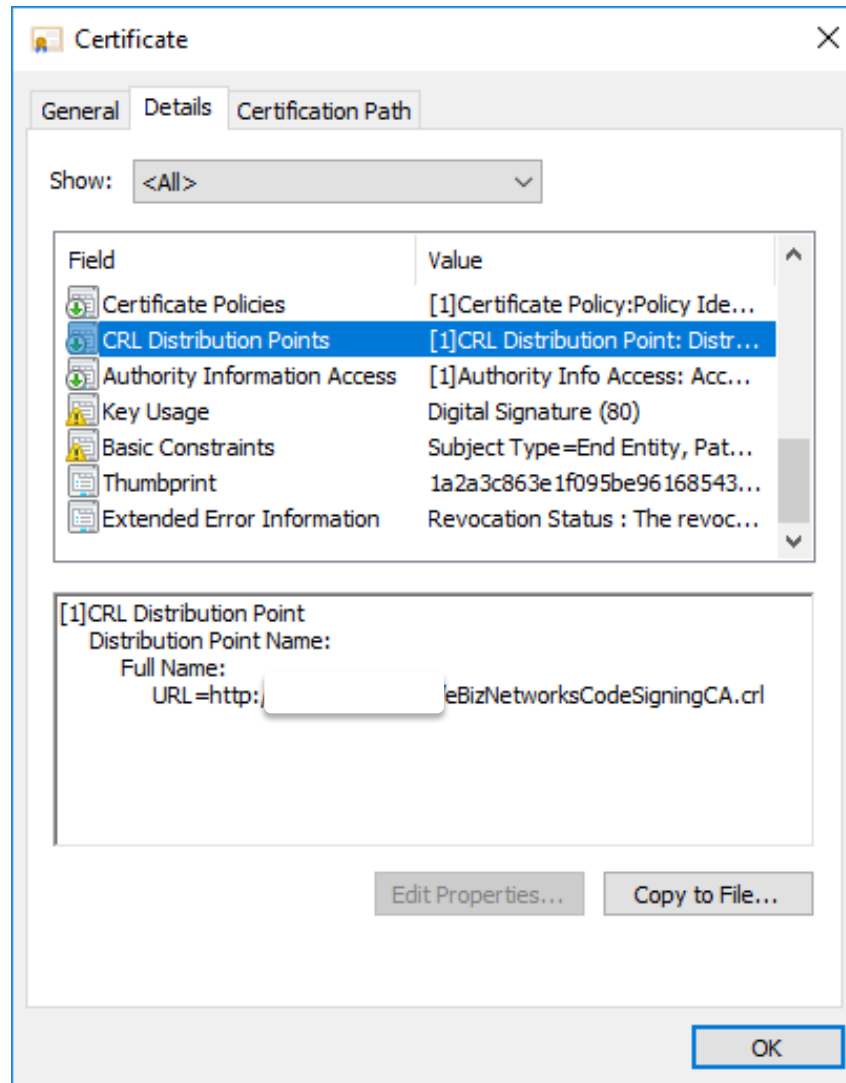 Certificate
General Details Certification Path
Show: <All>
Field Value
Certificate Policies [1]Certificate Policy:Policy Ide...
CRL Distribution Points [1]CRL Distribution Point: Distr...
Authority Information Access [1]Authority Info Access: Acc...
Key Usage Digital Signature (80)
Basic Constraints Subject Type=End Entity, Pat...
Thumbprint 1a2a3c863e1f095be96168543...
Extended Error Information Revocation Status : The revoc...
[1]CRL Distribution Point
Distribution Point Name:
Full Name:
URL=http:/ /eBizNetworksCodeSigningCA.crl
Edit Properties... Copy to File...
OK